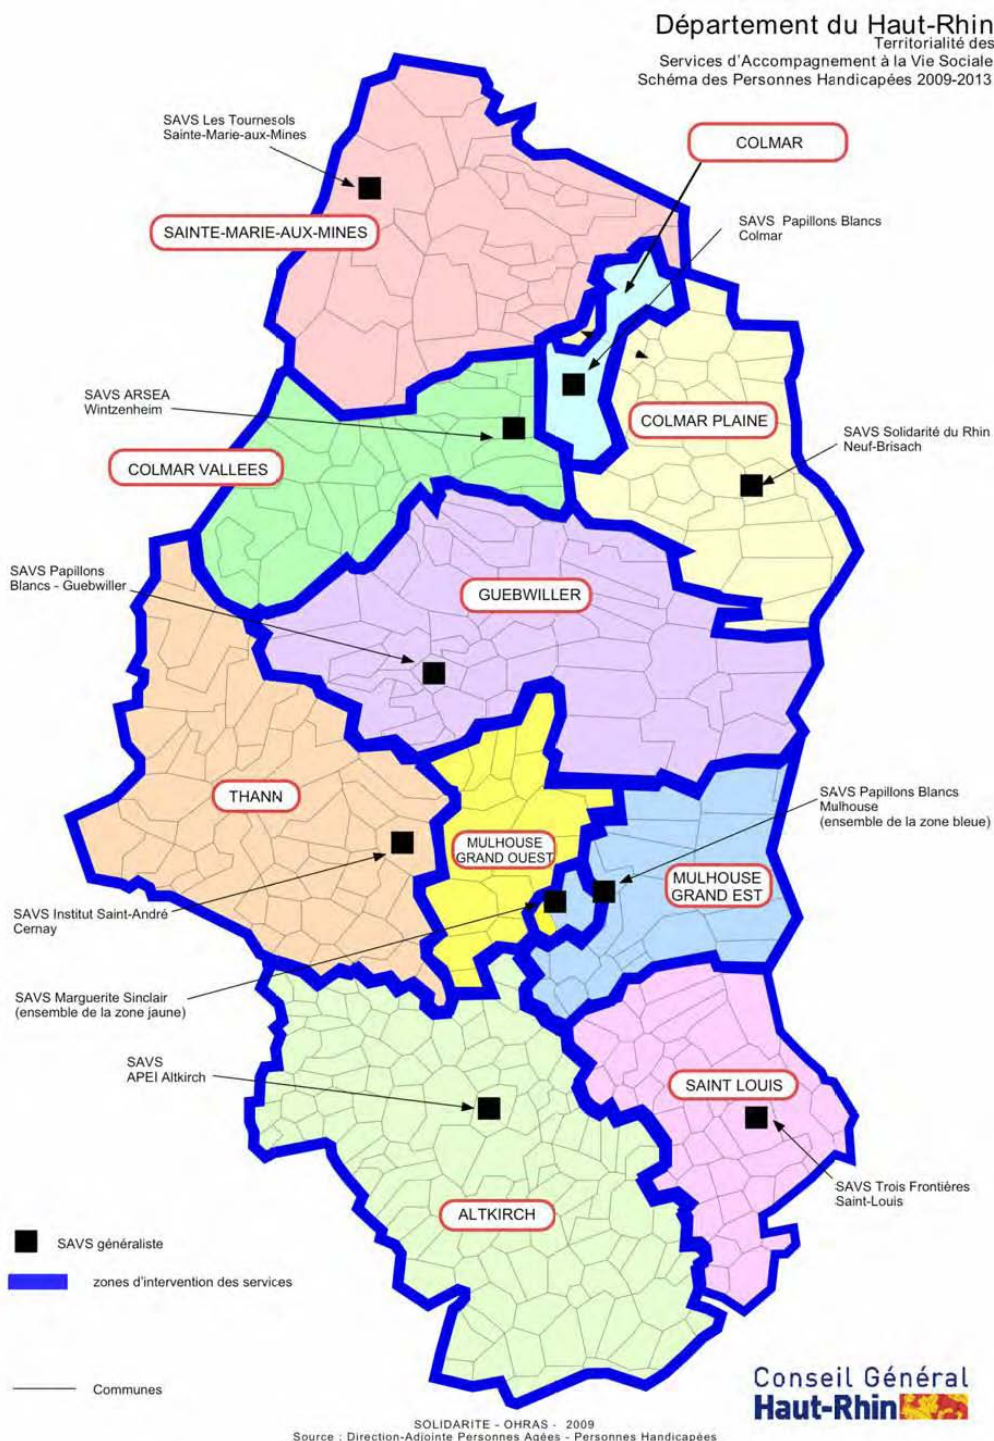 Département du Haut-Rhin
Territorialité des
Services d'Accompagnement à la Vie Sociale
Schéma des Personnes Handicapées 2009-2013
SAVS Les Tournesols
Sainte-Marie-aux-Mines
COLMAR
SAINTE-MARIE-AUX-MINES
SAVS Papillons Blancs
Colmar
SAVS ARSEA
Wintzenheim
COLMAR PLAINE
SAVS Solidarité du Rhin
Neuf-Brisach
COLMAR VALLEES
SAVS Papillons
Blancs - Guebwiller
GUEBWILLER
THANN
SAVS Papillons Blancs
Mulhouse
(ensemble de la zone bleue)
MULHOUSE
GRAND OUEST
MULHOUSE
GRAND EST
SAVS Institut Saint-André
Cernay
SAVS Marguerite Sinclair
(ensemble de la zone jaune)
SAVS
APEI Altkirch
SAINT LOUIS
SAVS Trois Frontières
Saint-Louis
ALTKIRCH
SAVS généraliste
zones d'intervention des services
Communes
Conseil Général
Haut-Rhin
SOLIDARITE - OHRAS - 2009
Source : Direction-Adjointe Personnes Agées - Personnes Handicapées